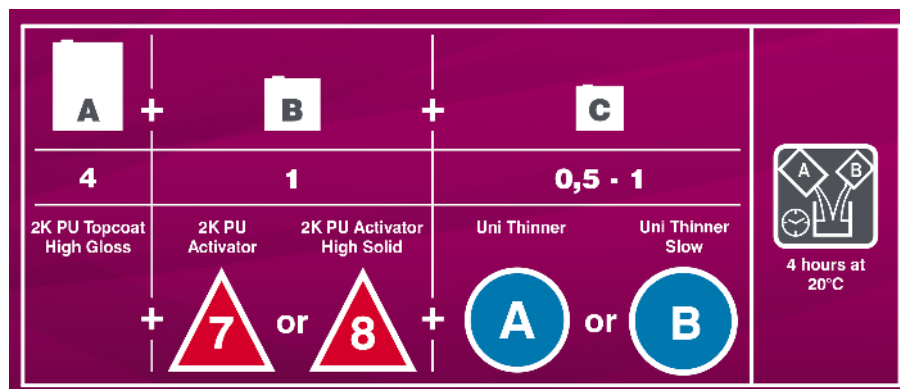 A + B + C
4 1 0,5 - 1
2K PU Topcoat
High Gloss
2K PU
Activator
2K PU Activator
High Solid
Uni Thinner
Uni Thinner
Slow
+ 7 or 8 + A or B
A B
4 hours at
20°C